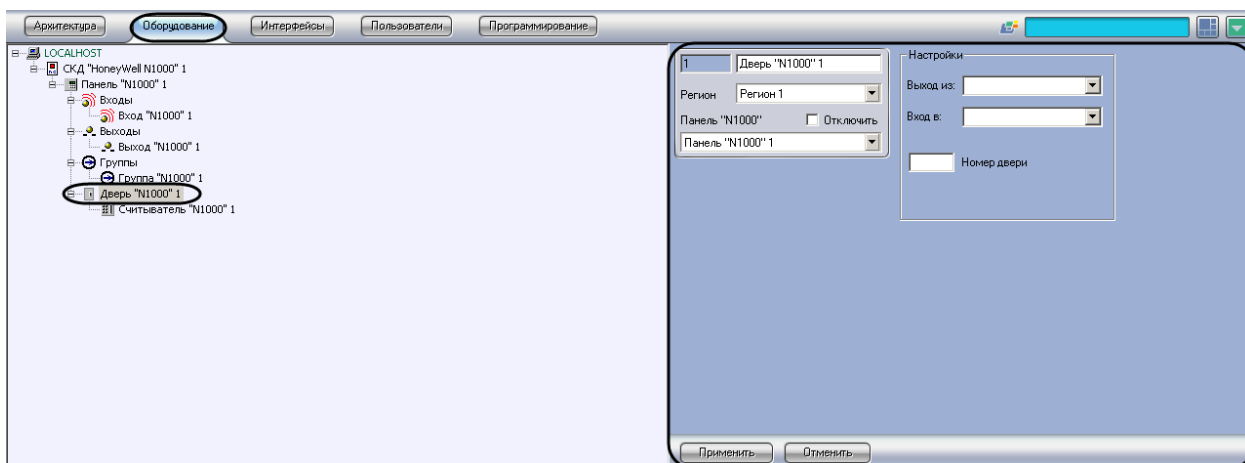 Архитектура Оборудование Интерфейсы Пользователи Программирование
LOCALHOST
СКД "HoneyWell N1000" 1
Панель "N1000" 1
Входы
Вход "N1000" 1
Выходы
Выход "N1000" 1
Группы
Группа "N1000" 1
Дверь "N1000" 1
Считыватель "N1000" 1
1 Дверь "N1000" 1
Регион Регион 1
Панель "N1000" Отключить
Панель "N1000" 1
Настройки
Выход из:
Вход в:
Номер двери
Применить Отменить